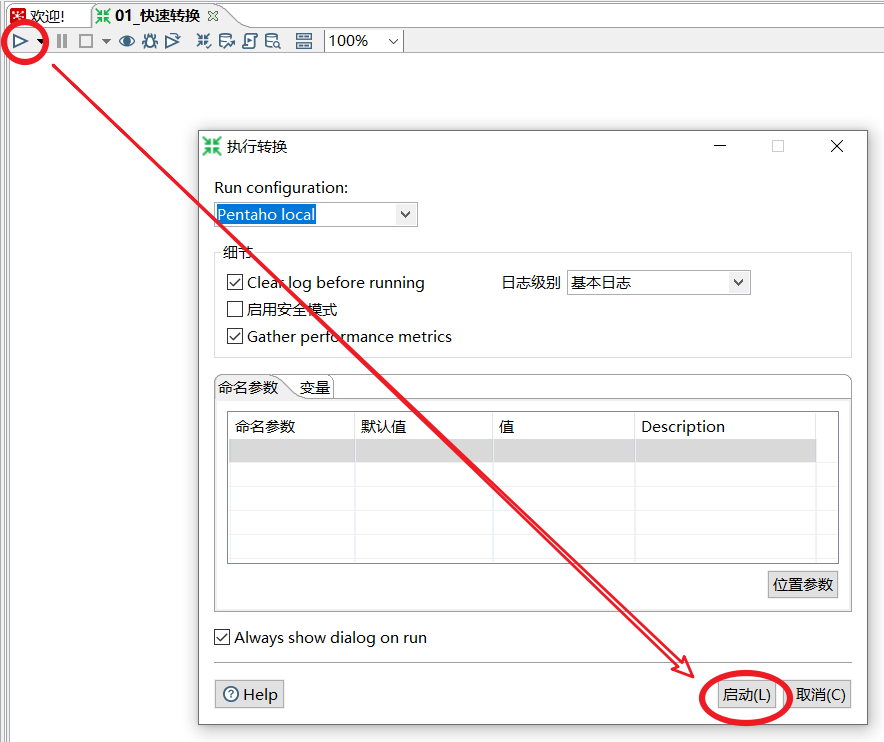 欢迎!
01_快速转换
100%
执行转换
Run configuration:
Pentaho local
细节
Clear log before running
日志级别
基本日志
启用安全模式
Gather performance metrics
命名参数
变量
命名参数
默认值
值
Description
位置参数
Always show dialog on run
Help
启动(L)
取消(C)